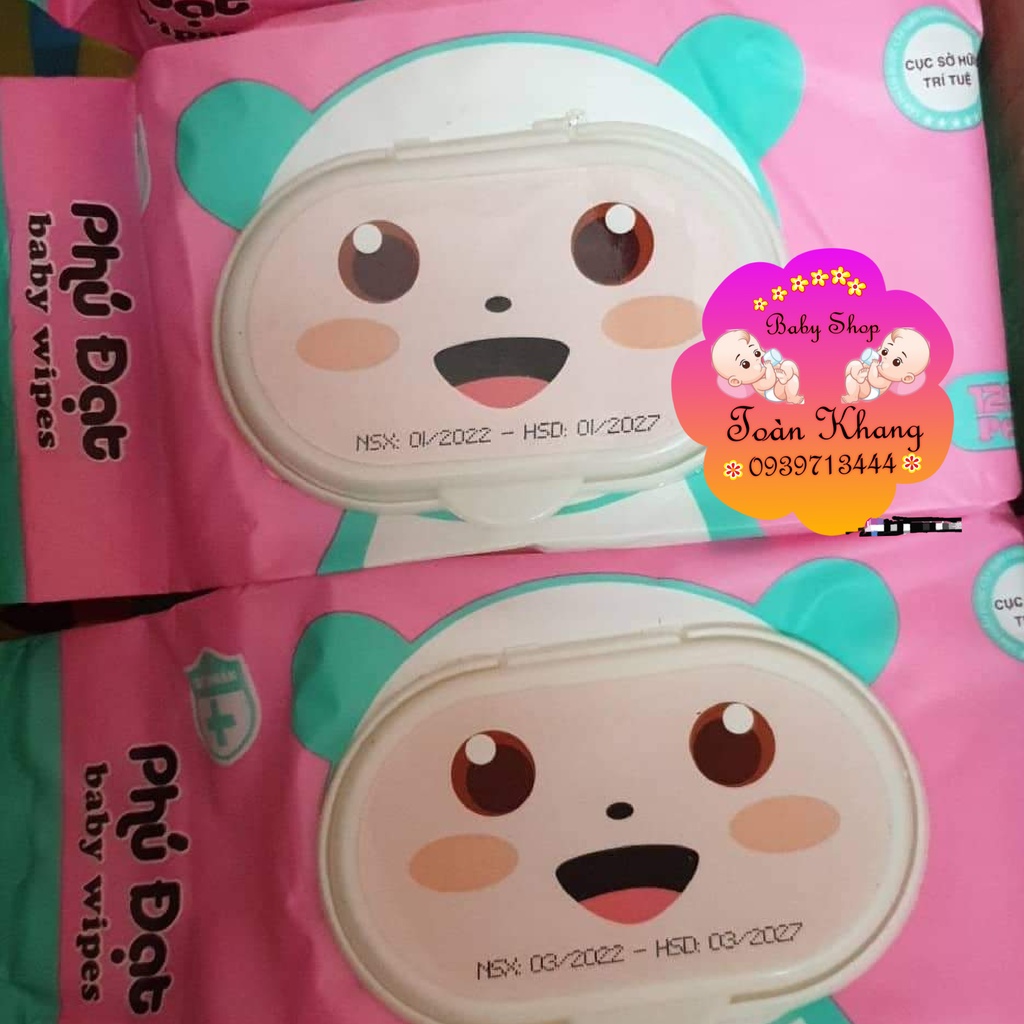 CỤC SỞ HỮU
TRÍ TUỆ
Phú Đạt
baby wipes
NSX: 01/2022 - HSD: 01/2027
Baby Shop
Toàn Khang
0939713444
CỤC
Phú Đạt
baby wipes
NSX: 03/2022 - HSD: 03/2027